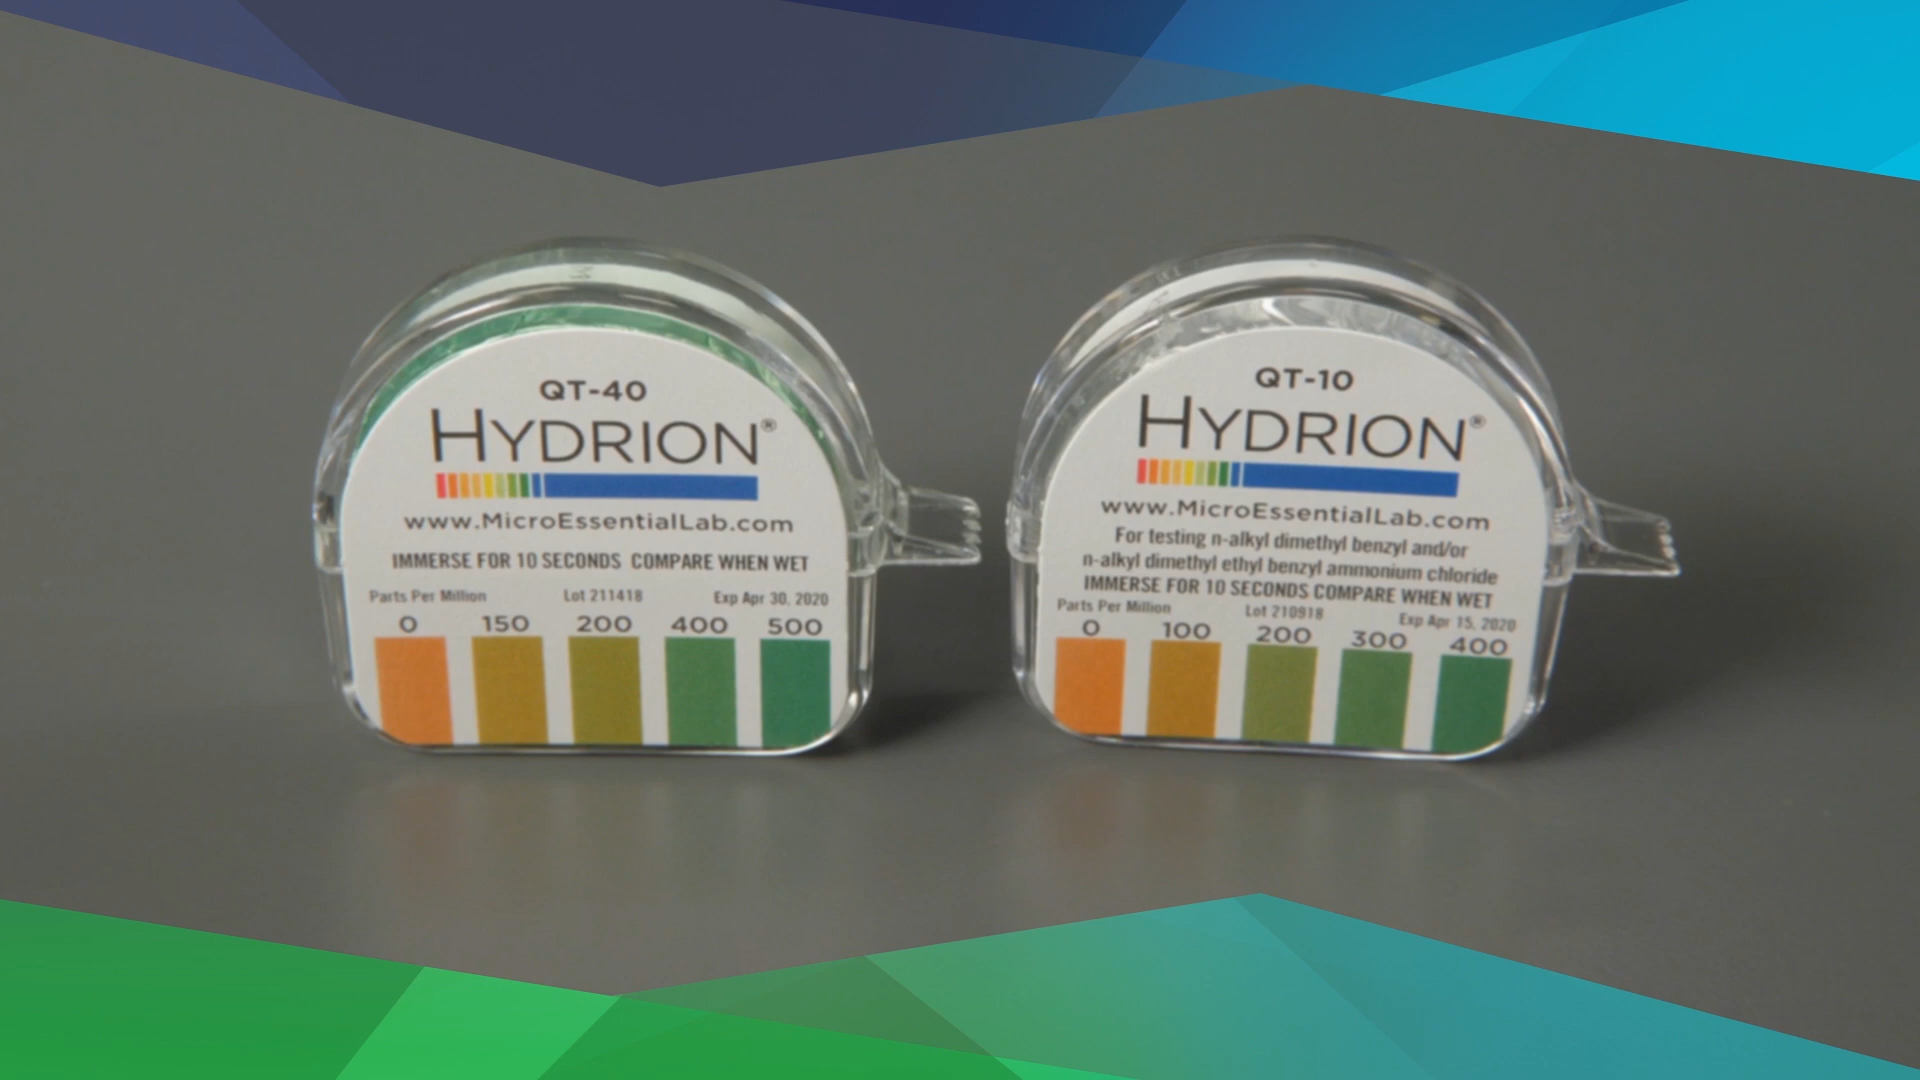 QT-40
HYDRION®
www.MicroEssentialLab.com
IMMERSE FOR 10 SECONDS COMPARE WHEN WET
Parts Per Million Lot 211418 Exp Apr 30, 2020
0 150 200 400 500
QT-10
HYDRION®
www.MicroEssentialLab.com
For testing n-alkyl dimethyl benzyl and/or
n-alkyl dimethyl ethyl benzyl ammonium chloride
IMMERSE FOR 10 SECONDS COMPARE WHEN WET
Parts Per Million Lot 210918 Exp Apr 15, 2020
0 100 200 300 400